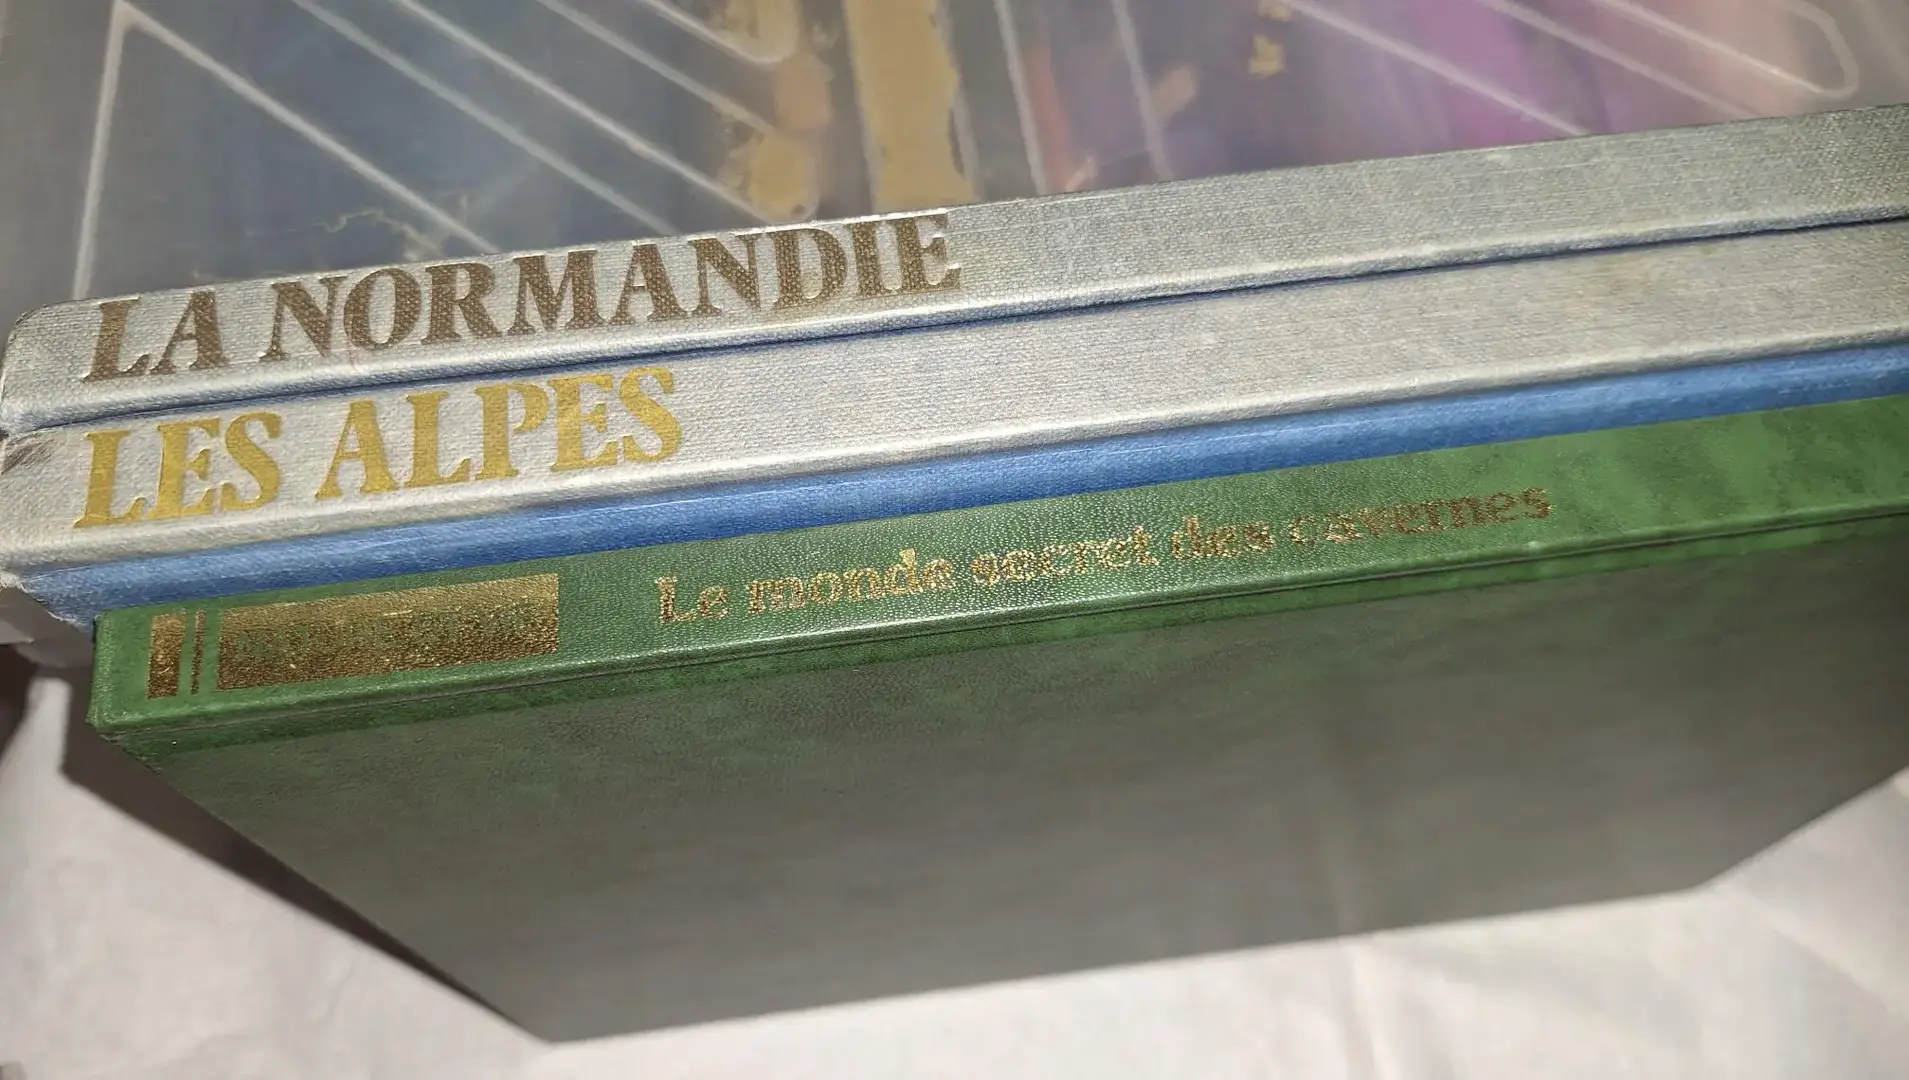 LA NORMANDIE
LES ALPES
Le monde secret des cavernes